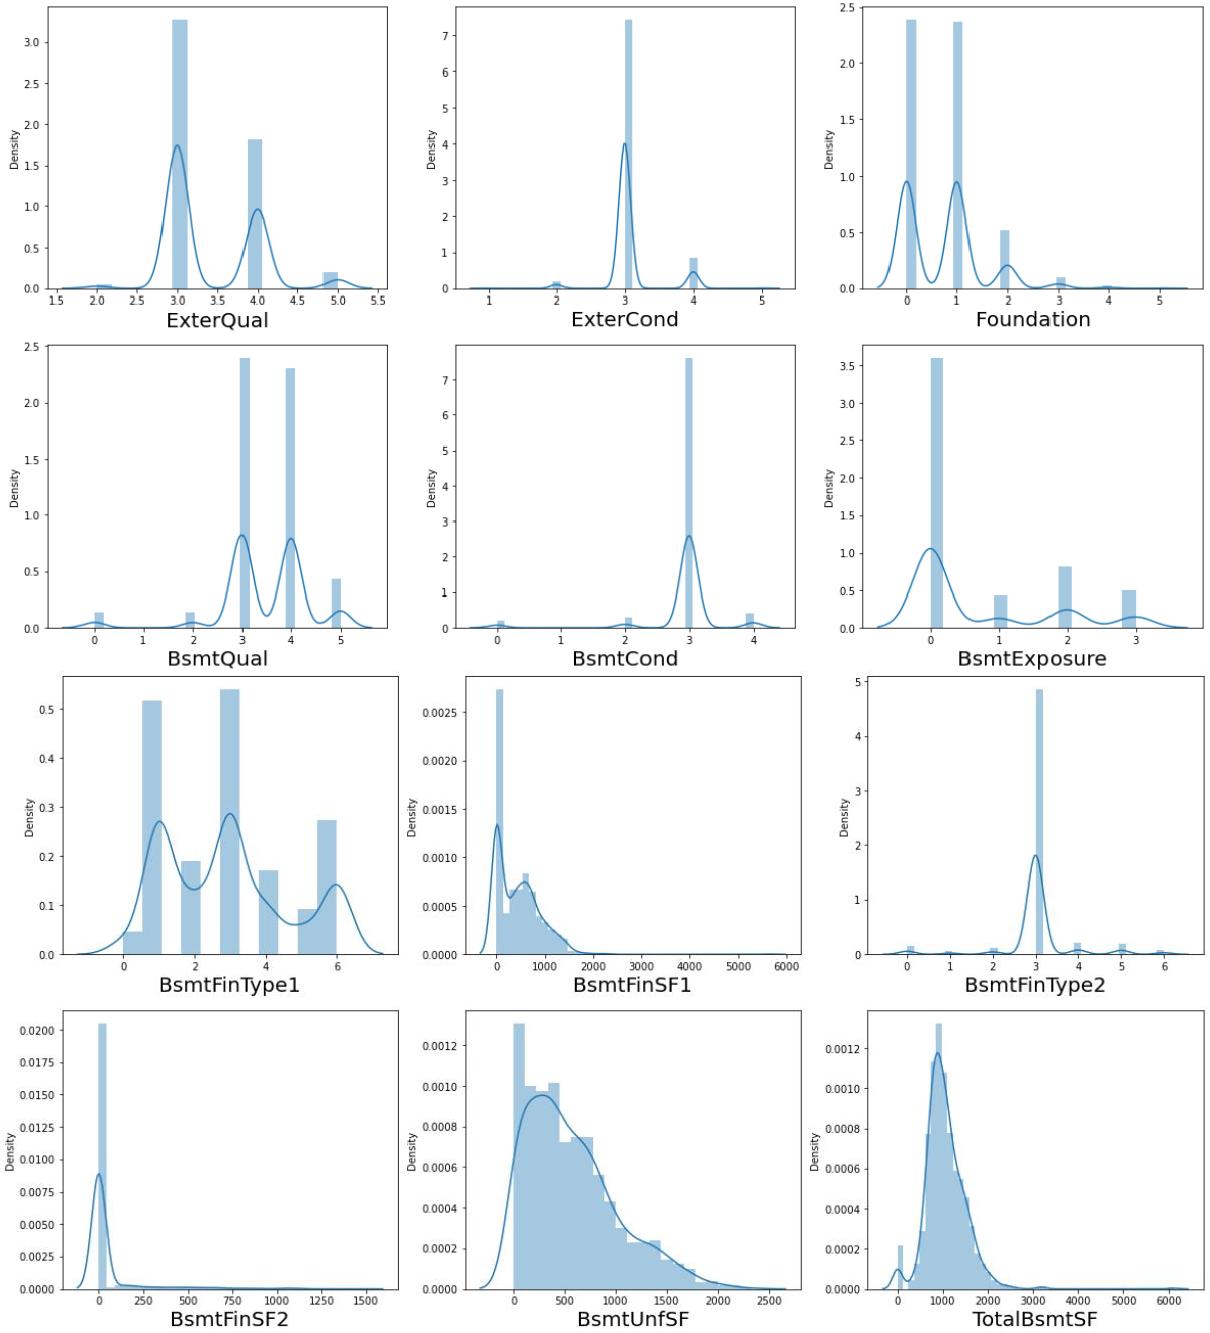 3.0
2.5
2.0
1.5
1.0
0.5
0.0
Density
1.5 2.0 2.5 3.0 3.5 4.0 4.5 5.0 5.5
ExterQual
7
6
5
4
3
2
1
0
Density
1 2 3 4 5
ExterCond
2.5
2.0
1.5
1.0
0.5
0.0
Density
0 1 2 3 4 5
Foundation
2.5
2.0
1.5
1.0
0.5
0.0
Density
0 1 2 3 4 5
BsmtQual
7
6
5
4
3
2
1
0
Density
0 1 2 3 4
BsmtCond
3.5
3.0
2.5
2.0
1.5
1.0
0.5
0.0
Density
0 1 2 3
BsmtExposure
0.5
0.4
0.3
0.2
0.1
0.0
Density
0 2 4 6
BsmtFinType1
0.0025
0.0020
0.0015
0.0010
0.0005
0.0000
Density
0 1000 2000 3000 4000 5000 6000
BsmtFinSF1
5
4
3
2
1
0
Density
0 1 2 3 4 5 6
BsmtFinType2
0.0200
0.0175
0.0150
0.0125
0.0100
0.0075
0.0050
0.0025
0.0000
Density
0 250 500 750 1000 1250 1500
BsmtFinSF2
0.0012
0.0010
0.0008
0.0006
0.0004
0.0002
0.0000
Density
0 500 1000 1500 2000 2500
BsmtUnfSF
0.0012
0.0010
0.0008
0.0006
0.0004
0.0002
0.0000
Density
0 1000 2000 3000 4000 5000 6000
TotalBsmtSF